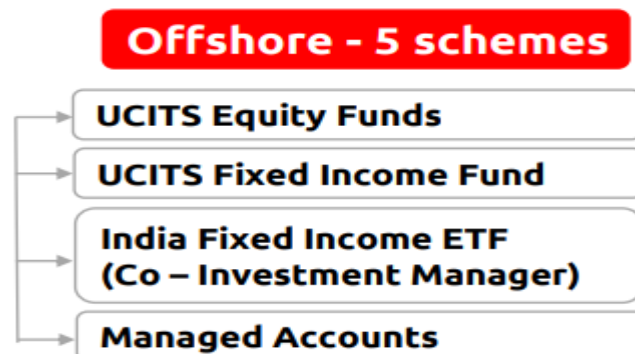 Offshore - 5 schemes
UCITS Equity Funds
UCITS Fixed Income Fund
India Fixed Income ETF
(Co – Investment Manager)
Managed Accounts